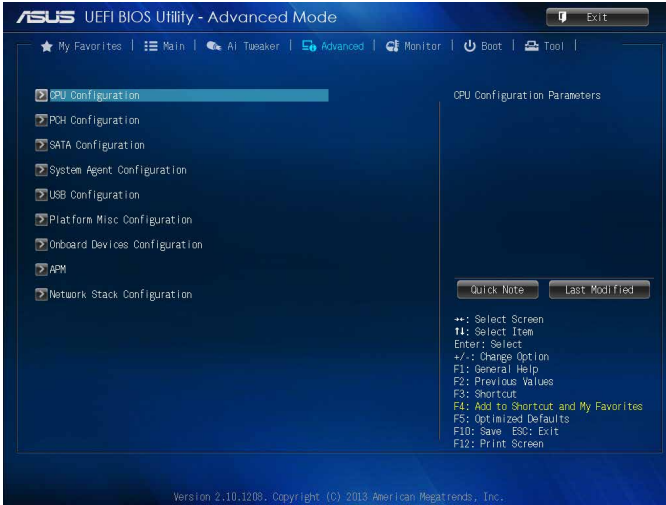 ASUS UEFI BIOS Utility - Advanced Mode
Exit
My Favorites | Main | Ai Tweaker | Advanced | Monitor | Boot | Tool |
CPU Configuration
PCH Configuration
SATA Configuration
System Agent Configuration
USB Configuration
Platform Misc Configuration
Onboard Devices Configuration
APM
Network Stack Configuration
CPU Configuration Parameters
Quick Note
Last Modified
→←: Select Screen
↑↓: Select Item
Enter: Select
+/-: Change Option
F1: General Help
F2: Previous Values
F3: Shortcut
F4: Add to Shortcut and My Favorites
F5: Optimized Defaults
F10: Save ESC: Exit
F12: Print Screen
Version 2.10.1208. Copyright (C) 2013 American Megatrends, Inc.